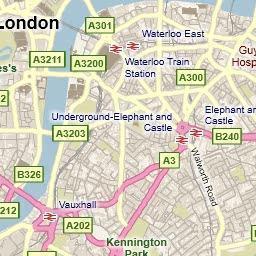 London
A301
Waterloo East
Waterloo Train
Station
Guy
Hosp
es's
A3211
A3200
A300
Underground-Elephant and
Castle
Elephant and
Castle
A3203
B240
A3
Walworth Road
B326
Vauxhall
212
A202
Kennington
Park